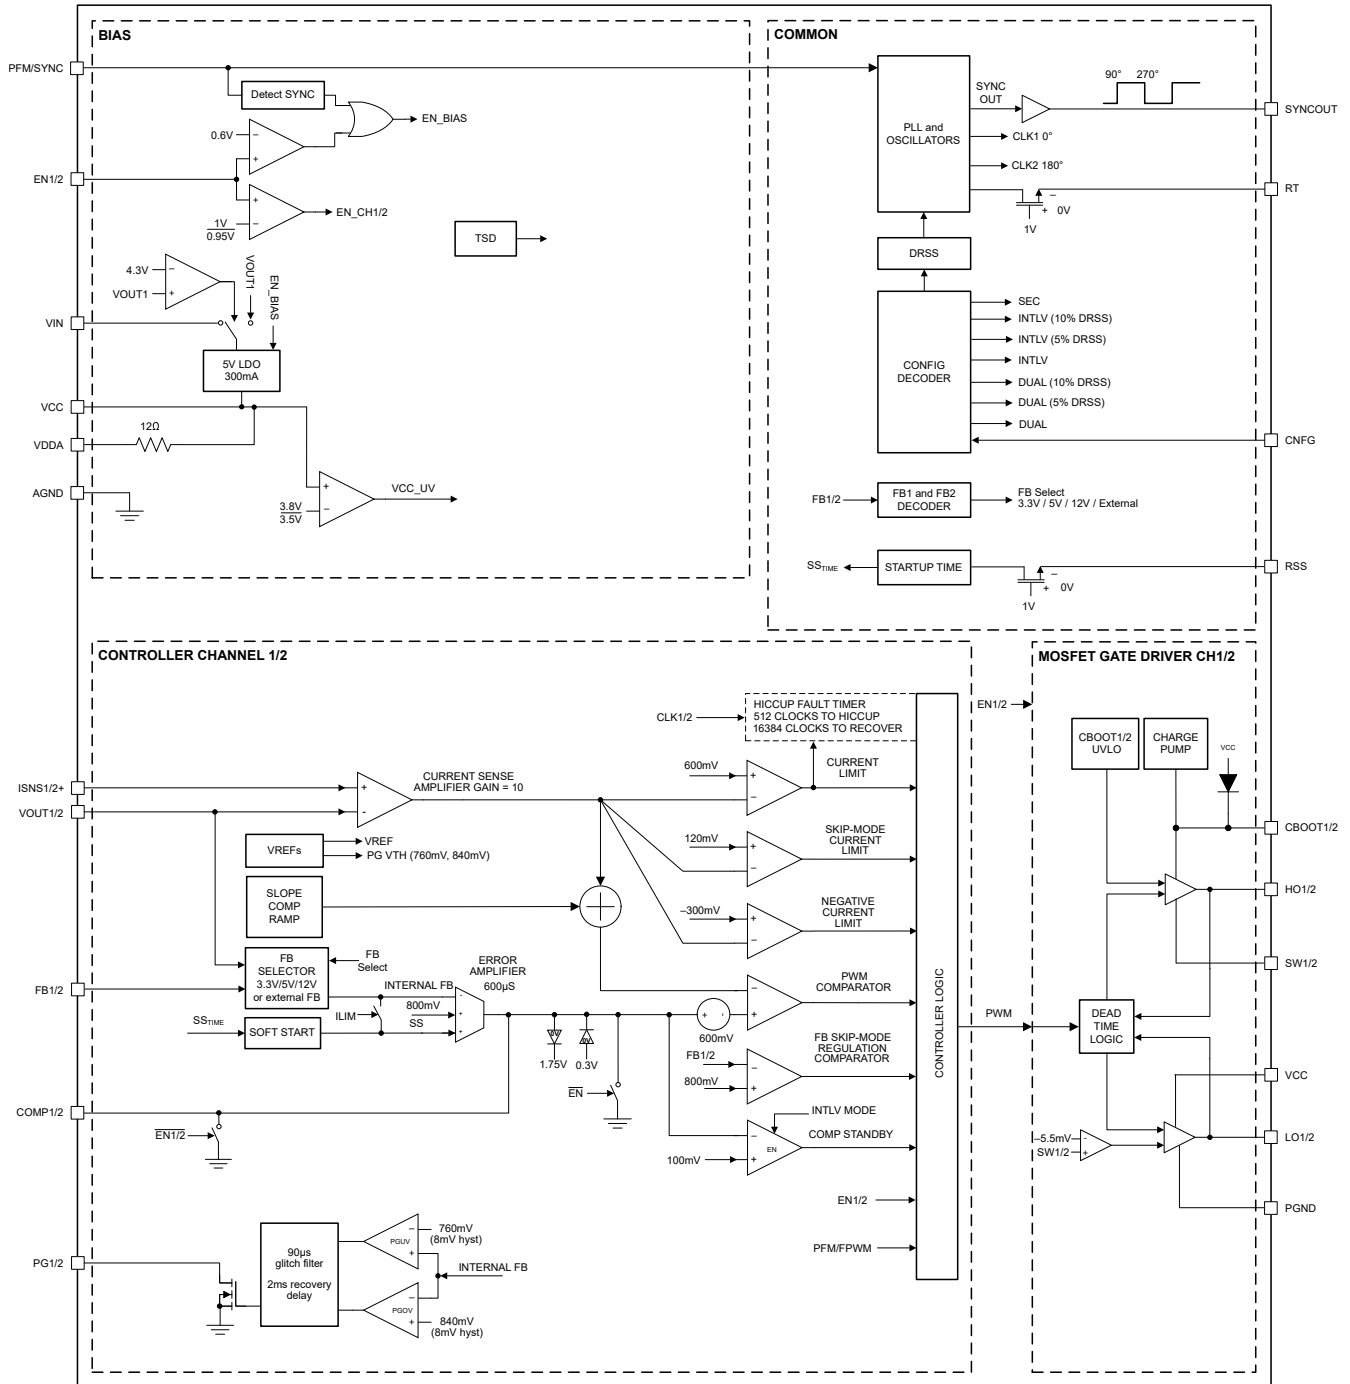 BIAS
PFM/SYNC
Detect SYNC
EN_BIAS
0.6V
EN1/2
EN_CH1/2
1V
0.95V
TSD
4.3V
VOUT1
VOUT1
EN_BIAS
VIN
5V LDO
300mA
VCC
12Ω
VDDA
AGND
VCC_UV
3.8V
3.5V
COMMON
PLL and
OSCILLATORS
SYNC
OUT
90° 270°
SYNCOUT
CLK1 0°
CLK2 180°
RT
0V
1V
DRSS
CONFIG
DECODER
SEC
INTLV (10% DRSS)
INTLV (5% DRSS)
INTLV
DUAL (10% DRSS)
DUAL (5% DRSS)
DUAL
CNFG
FB1/2
FB1 and FB2
DECODER
FB Select
3.3V / 5V / 12V / External
SSTIME
STARTUP TIME
RSS
0V
1V
CONTROLLER CHANNEL 1/2
HICCUP FAULT TIMER
512 CLOCKS TO HICCUP
16384 CLOCKS TO RECOVER
CLK1/2
ISNS1/2+
VOUT1/2
CURRENT SENSE
AMPLIFIER GAIN = 10
600mV
CURRENT
LIMIT
VREFs
VREF
PG VTH (760mV, 840mV)
120mV
SKIP-MODE
CURRENT
LIMIT
SLOPE
COMP
RAMP
–300mV
NEGATIVE
CURRENT
LIMIT
FB
SELECTOR
3.3V/5V/12V
or external FB
FB
Select
FB1/2
INTERNAL FB
ERROR
AMPLIFIER
600µS
800mV
ILIM
SS
SSTIME
SOFT START
PWM
COMPARATOR
600mV
1.75V
0.3V
EN
FB1/2
800mV
FB SKIP-MODE
REGULATION
COMPARATOR
COMP1/2
EN1/2
INTLV MODE
COMP STANDBY
EN
100mV
EN1/2
PFM/FPWM
CONTROLLER LOGIC
PG1/2
90µs
glitch filter
2ms recovery
delay
PGUV
760mV
(8mV hyst)
INTERNAL FB
PGOV
840mV
(8mV hyst)
MOSFET GATE DRIVER CH1/2
EN1/2
CBOOT1/2
UVLO
CHARGE
PUMP
VCC
CBOOT1/2
HO1/2
SW1/2
PWM
DEAD
TIME
LOGIC
VCC
–5.5mV
SW1/2
LO1/2
PGND